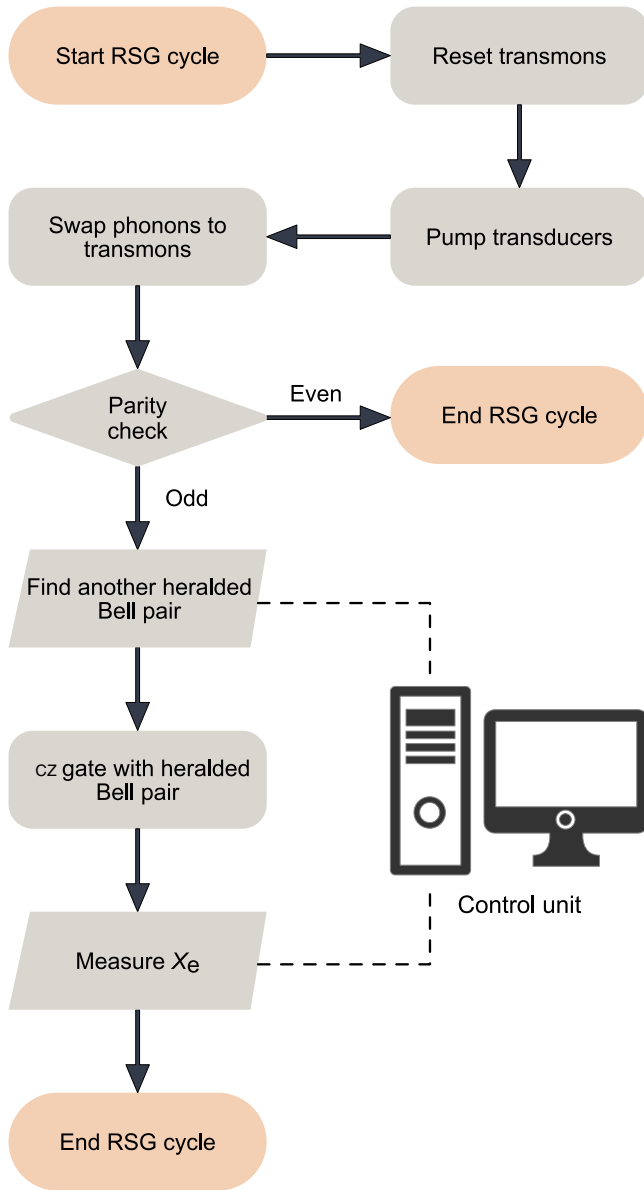 Start RSG cycle
Reset transmons
Swap phonons to
transmons
Pump transducers
Parity
check
Even
End RSG cycle
Odd
Find another heralded
Bell pair
CZ gate with heralded
Bell pair
Control unit
Measure Xe
End RSG cycle